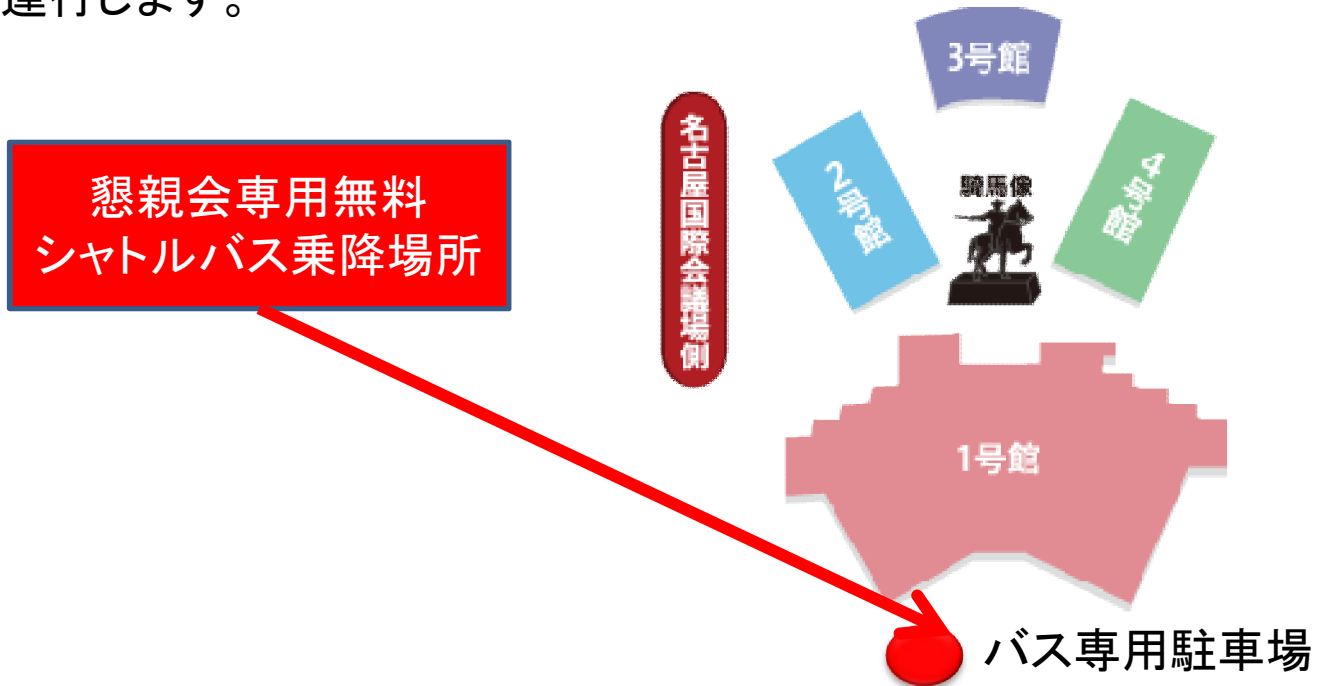 運行します。
3号館
名古屋国際会議場側
2号館
騎馬像
4号館
懇親会専用無料
シャトルバス乗降場所
1号館
バス専用駐車場